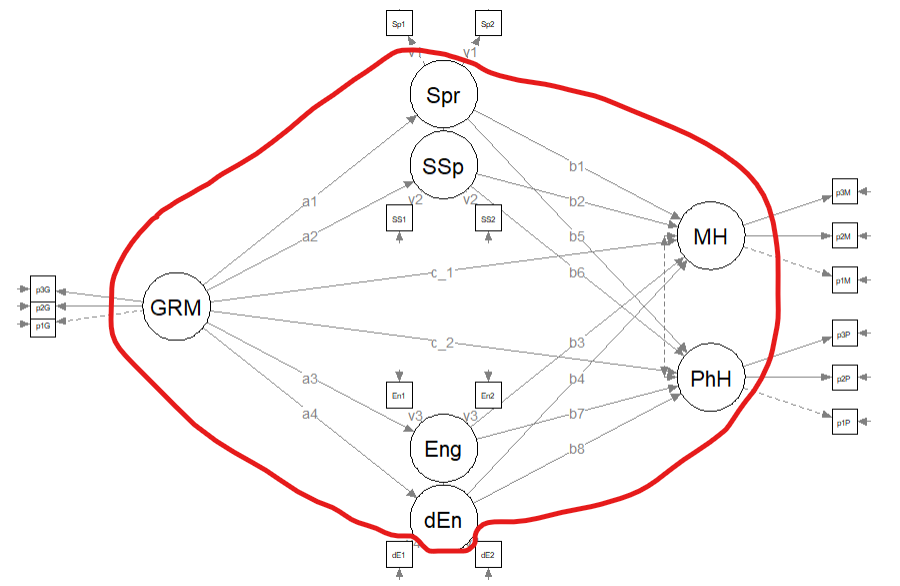 Sp1
Sp2
v1
v1
Spr
SSp
v2
v2
SS1
SS2
a1
a2
b1
b2
b5
b6
c_1
c_2
MH
p3M
p2M
p1M
GRM
p3G
p2G
p1G
a3
a4
b3
b4
b7
b8
En1
En2
v3
v3
Eng
dEn
dE1
dE2
PhH
p3P
p2P
p1P